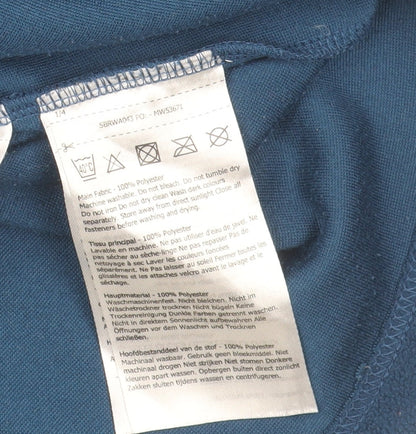 1/4
SBRWA043 PO: - MWS3671
40°C
Main Fabric - 100% Polyester
Machine washable. Do not bleach. Do not tumble dry
Do not iron Do not dry clean Wash dark colours
separately. Store away from direct sunlight. Close all
fasteners before washing and drying.
Tissu principal - 100% Polyester
Lavable en machine. Ne pas utiliser d'eau de jav.
Pas sécher au sèche-linge Ne pas repasser Pas de
nettoyage à sec Laver les couleurs foncées
séparément. Ne pas laisser au soleil Fermer
glissières et les attaches velcro avant le lavage et le
séchage.
Hauptmaterial - 100% Polyester
Waschmaschinenfest. Nicht bleichen. Nicht im
Wäschetrockner trocknen Nicht bügeln Keine
Trockenreinigung Dunkle Farben getrennt waschen.
Nicht in direktem Sonnenlicht aufbewahren Alle
Öffnungen vor dem Waschen und Trocknen
schließen.
Hoofdbestanddeel van de stof - 100% Polyester
Machinaal wasbaar, Gebruik geen bleekmiddel. Niet
machinaal drogen Niet strijken Niet stomen Donkere
kleuren apart wassen. Opbergen buiten direct zonlicht
Zakken sluiten tijdens wassen en centrifugeren.